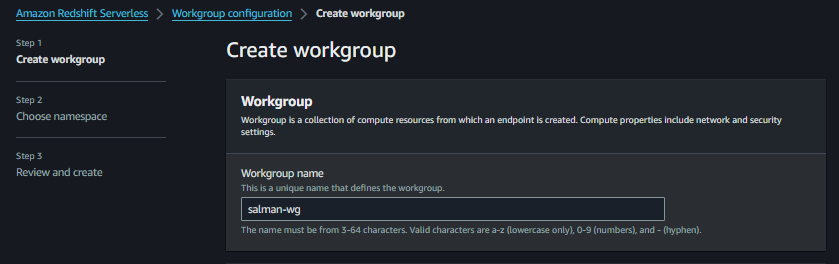 Amazon Redshift Serverless > Workgroup configuration > Create workgroup
Step 1
Create workgroup
Step 2
Choose namespace
Step 3
Review and create
Create workgroup
Workgroup
Workgroup is a collection of compute resources from which an endpoint is created. Compute properties include network and security
settings.
Workgroup name
This is a unique name that defines the workgroup.
salman-wg
The name must be from 3-64 characters. Valid characters are a-z (lowercase only), 0-9 (numbers), and - (hyphen).